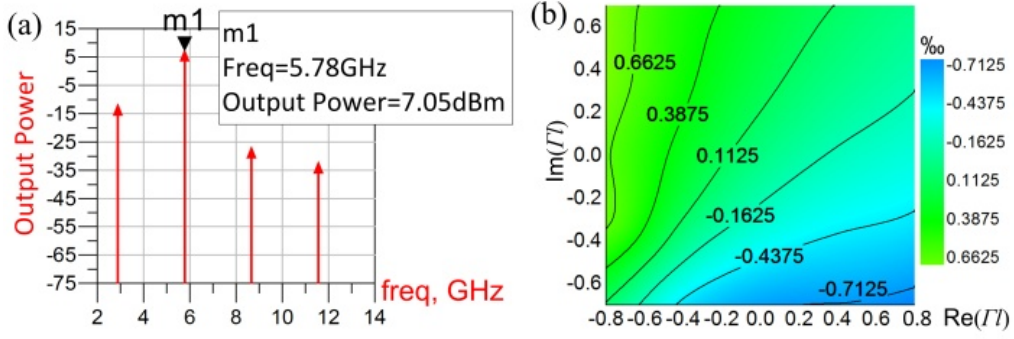 (a)
m1
m1
Freq=5.78GHz
Output Power=7.05dBm
Output Power
15
5
-5
-15
-25
-35
-45
-55
-65
-75
2 4 6 8 10 12 14
freq, GHz
(b)
Im(Γl)
0.6
0.4
0.2
0.0
-0.2
-0.4
-0.6
0.6625
0.3875
0.1125
-0.1625
-0.4375
-0.7125
-0.8 -0.6 -0.4 -0.2 0.0 0.2 0.4 0.6 0.8 Re(Γl)
‰
-0.7125
-0.4375
-0.1625
0.1125
0.3875
0.6625